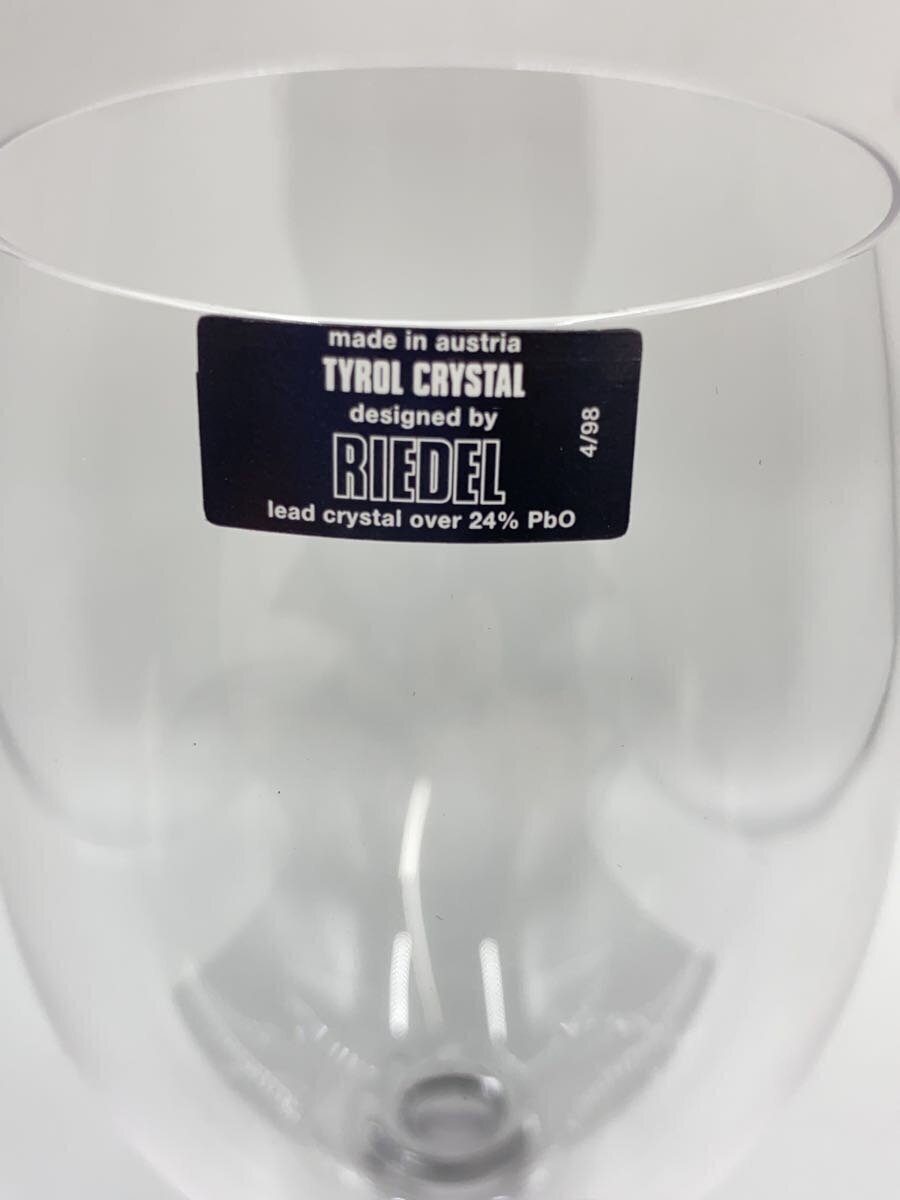 made in austria
TYROL CRYSTAL
designed by
RIEDEL
lead crystal over 24% PbO
4/98